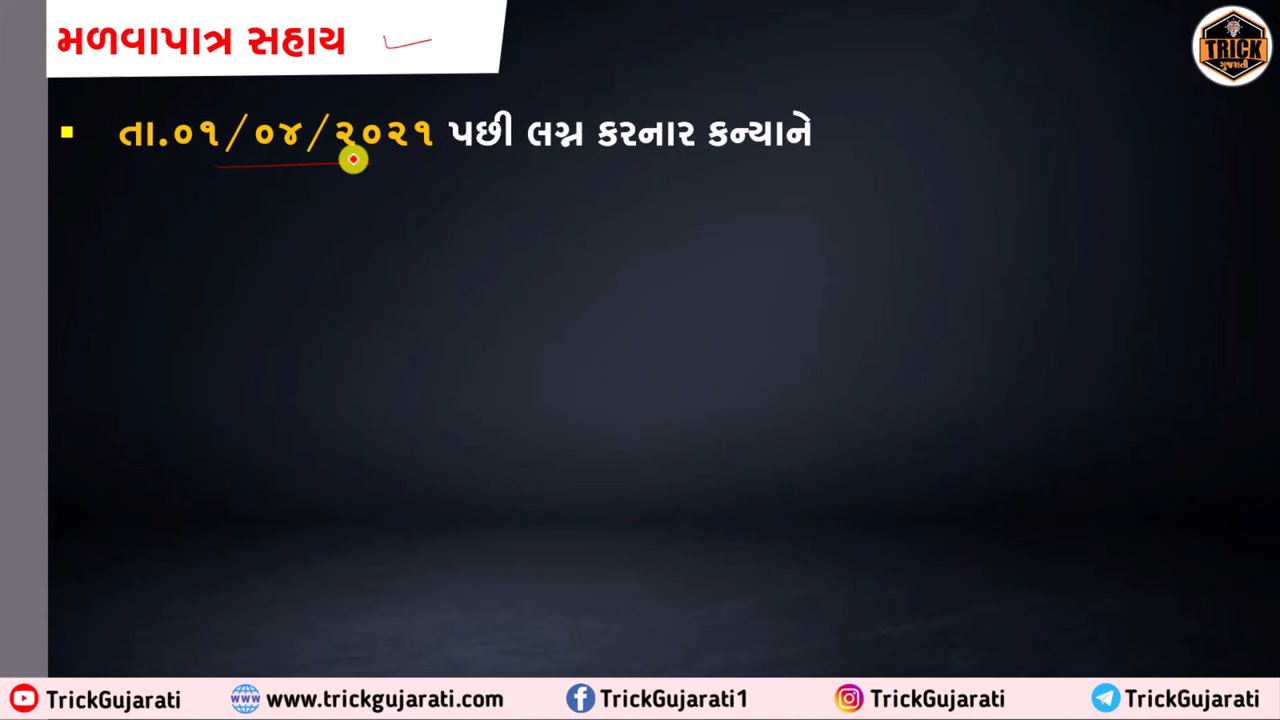 મળવાપાત્ર સહાય
TRICK
ગુજરાતી
▪ તા.૦૧/૦૪/૨૦૨૧ પછી લગ્ન કરનાર કન્યાને
TrickGujarati
www.trickgujarati.com
TrickGujarati1
TrickGujarati
TrickGujarati